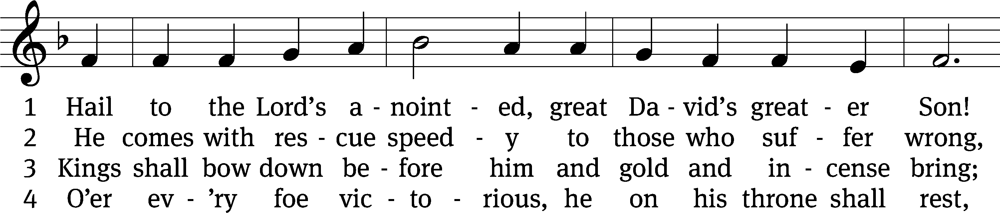 1 Hail to the Lord’s a - noint - ed, great Da - vid’s great - er Son!
2 He comes with res - cue speed - y to those who suf - fer wrong,
3 Kings shall bow down be - fore him and gold and in - cense bring;
4 O’er ev - ’ry foe vic - to - rious, he on his throne shall rest,